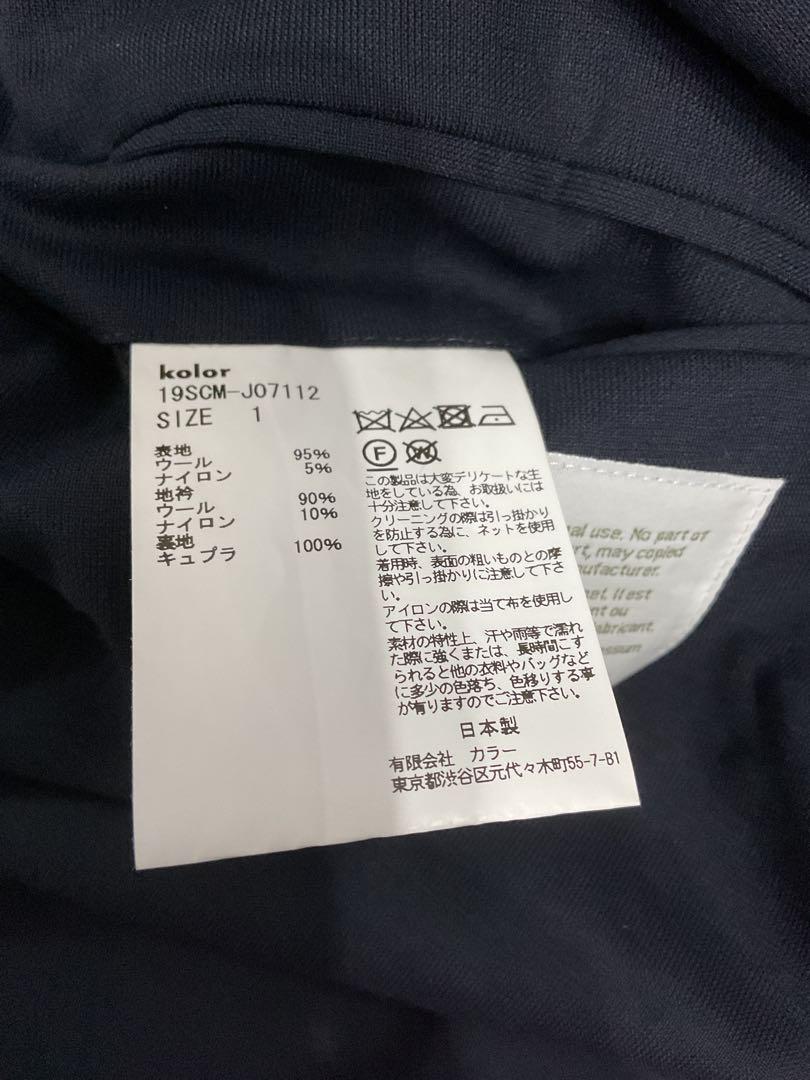 kolor
19SCM-J07112
SIZE 1
表地
ウール 95%
ナイロン 5%
地衿
ウール 90%
ナイロン 10%
裏地
キュプラ 100%
F
W
この製品は大変デリケートな生
地をしている為、お取扱いには
十分注意して下さい。
クリーニングの際は引っ掛かり
を防止する為に、ネットを使用
して下さい。
着用時、表面の粗いものとの摩
擦や引っ掛かりに注意して下さ
い。
アイロンの際は当て布を使用し
て下さい。
素材の特性上、汗や雨等で濡れ
た際に強くまたは、長時間こす
られると他の衣料やバッグなど
に多少の色落ち、色移りする事
が有りますのでご注意下さい。
日本製
有限会社 カラー
東京都渋谷区元代々木町55-7-B1
use. No part of
may copied
Il est
ou